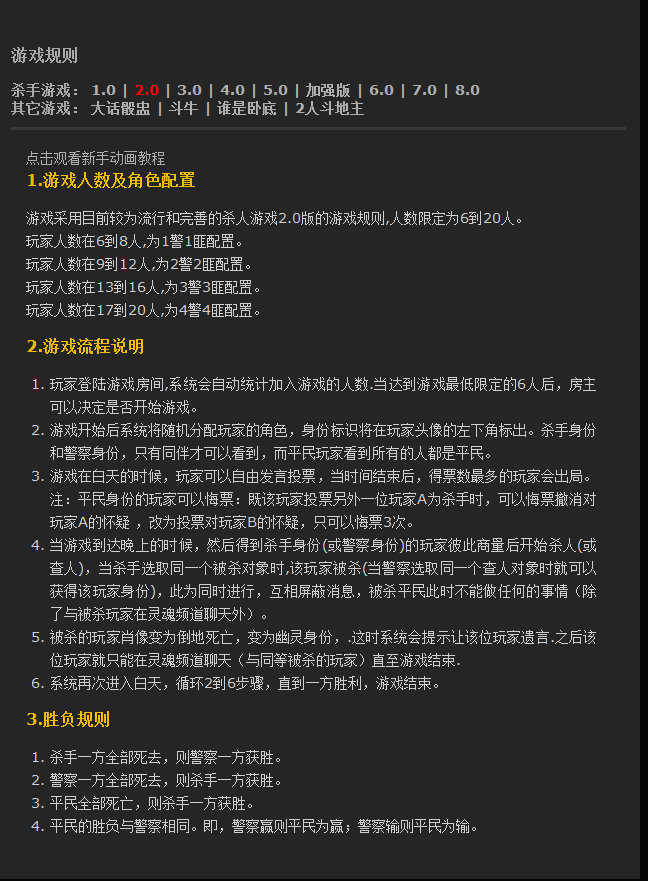 游戏规则
杀手游戏： 1.0 | 2.0 | 3.0 | 4.0 | 5.0 | 加强版 | 6.0 | 7.0 | 8.0
其它游戏： 大话骰盅 | 斗牛 | 谁是卧底 | 2人斗地主
点击观看新手动画教程
1.游戏人数及角色配置
游戏采用目前较为流行和完善的杀人游戏2.0版的游戏规则,人数限定为6到20人。
玩家人数在6到8人,为1警1匪配置。
玩家人数在9到12人,为2警2匪配置。
玩家人数在13到16人,为3警3匪配置。
玩家人数在17到20人,为4警4匪配置。
2.游戏流程说明
1. 玩家登陆游戏房间,系统会自动统计加入游戏的人数.当达到游戏最低限定的6人后，房主
可以决定是否开始游戏。
2. 游戏开始后系统将随机分配玩家的角色，身份标识将在玩家头像的左下角标出。杀手身份
和警察身份，只有同伴才可以看到，而平民玩家看到所有的人都是平民。
3. 游戏在白天的时候，玩家可以自由发言投票，当时间结束后，得票数最多的玩家会出局。
注：平民身份的玩家可以悔票：既该玩家投票另外一位玩家A为杀手时，可以悔票撤消对
玩家A的怀疑 ，改为投票对玩家B的怀疑，只可以悔票3次。
4. 当游戏到达晚上的时候，然后得到杀手身份(或警察身份)的玩家彼此商量后开始杀人(或
查人)，当杀手选取同一个被杀对象时,该玩家被杀(当警察选取同一个查人对象时就可以
获得该玩家身份)，此为同时进行，互相屏蔽消息，被杀平民此时不能做任何的事情（除
了与被杀玩家在灵魂频道聊天外）。
5. 被杀的玩家肖像变为倒地死亡，变为幽灵身份，.这时系统会提示让该位玩家遗言.之后该
位玩家就只能在灵魂频道聊天（与同等被杀的玩家）直至游戏结束.
6. 系统再次进入白天，循环2到6步骤，直到一方胜利，游戏结束。
3.胜负规则
1. 杀手一方全部死去，则警察一方获胜。
2. 警察一方全部死去，则杀手一方获胜。
3. 平民全部死亡，则杀手一方获胜。
4. 平民的胜负与警察相同。即，警察赢则平民为赢；警察输则平民为输。